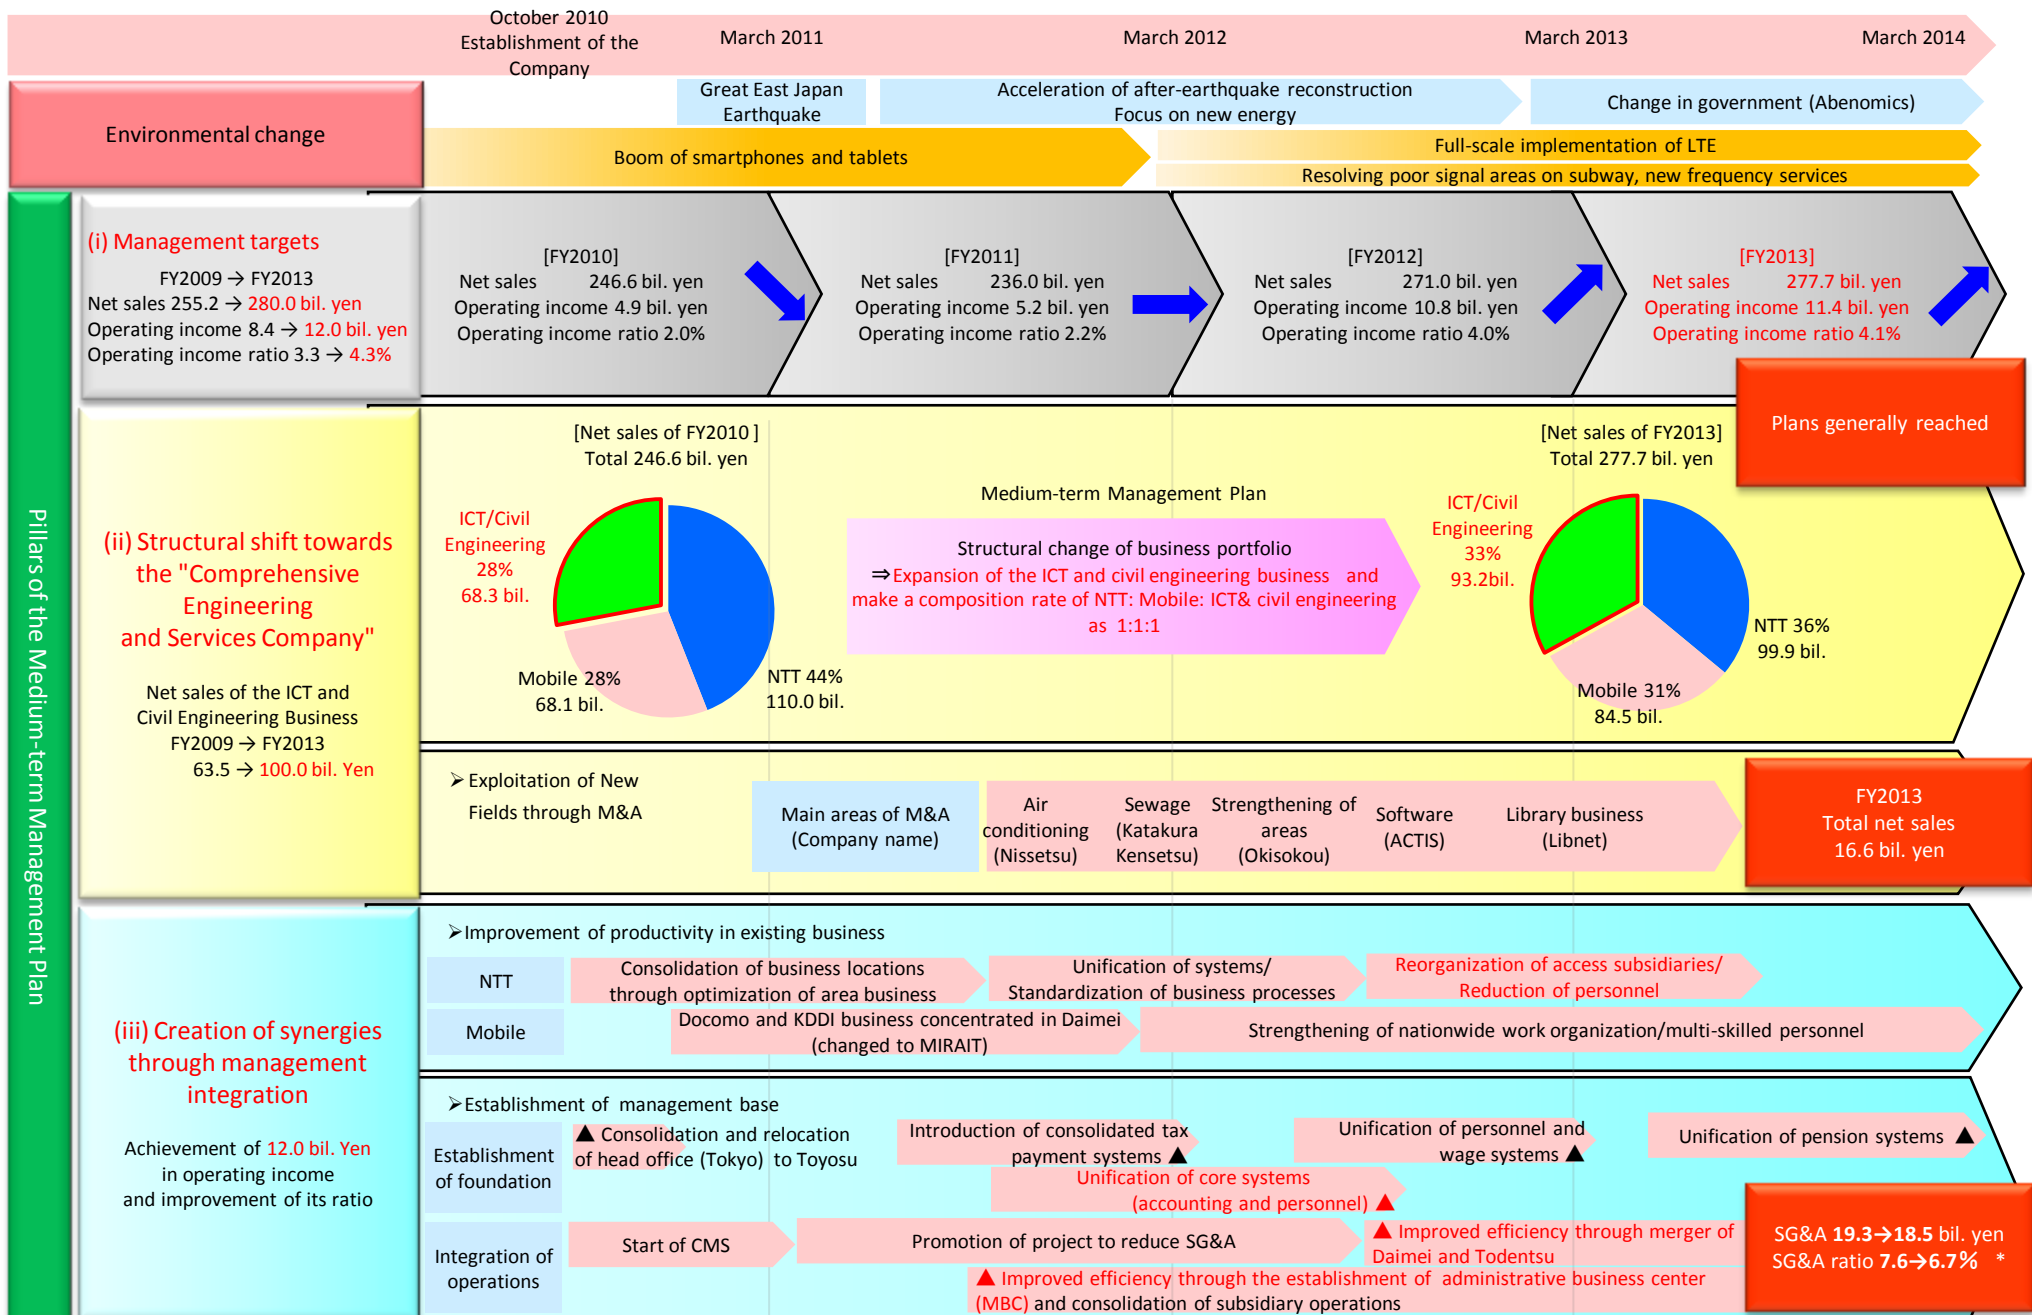 October 2010
Establishment of the
Company
March 2011
March 2012
March 2013
March 2014
Environmental change
Great East Japan
Earthquake
Acceleration of after-earthquake reconstruction
Focus on new energy
Change in government (Abenomics)
Boom of smartphones and tablets
Full-scale implementation of LTE
Resolving poor signal areas on subway, new frequency services
Pillars of the Medium-term Management Plan
(i) Management targets
FY2009 → FY2013
Net sales 255.2 → 280.0 bil. yen
Operating income 8.4 → 12.0 bil. yen
Operating income ratio 3.3 → 4.3%
[FY2010]
Net sales 246.6 bil. yen
Operating income 4.9 bil. yen
Operating income ratio 2.0%
[FY2011]
Net sales 236.0 bil. yen
Operating income 5.2 bil. yen
Operating income ratio 2.2%
[FY2012]
Net sales 271.0 bil. yen
Operating income 10.8 bil. yen
Operating income ratio 4.0%
[FY2013]
Net sales 277.7 bil. yen
Operating income 11.4 bil. yen
Operating income ratio 4.1%
Plans generally reached
(ii) Structural shift towards
the "Comprehensive
Engineering
and Services Company"
Net sales of the ICT and
Civil Engineering Business
FY2009 → FY2013
63.5 → 100.0 bil. Yen
[Net sales of FY2010 ]
Total 246.6 bil. yen
ICT/Civil
Engineering
28%
68.3 bil.
Mobile 28%
68.1 bil.
NTT 44%
110.0 bil.
Medium-term Management Plan
Structural change of business portfolio
⇒Expansion of the ICT and civil engineering business and
make a composition rate of NTT: Mobile: ICT& civil engineering
as 1:1:1
[Net sales of FY2013]
Total 277.7 bil. yen
ICT/Civil
Engineering
33%
93.2bil.
NTT 36%
99.9 bil.
Mobile 31%
84.5 bil.
➢ Exploitation of New
Fields through M&A
Main areas of M&A
(Company name)
Air
conditioning
(Nissetsu)
Sewage
(Katakura
Kensetsu)
Strengthening of
areas
(Okisokou)
Software
(ACTIS)
Library business
(Libnet)
FY2013
Total net sales
16.6 bil. yen
(iii) Creation of synergies
through management
integration
Achievement of 12.0 bil. Yen
in operating income
and improvement of its ratio
➢Improvement of productivity in existing business
NTT
Consolidation of business locations
through optimization of area business
Unification of systems/
Standardization of business processes
Reorganization of access subsidiaries/
Reduction of personnel
Mobile
Docomo and KDDI business concentrated in Daimei
(changed to MIRAIT)
Strengthening of nationwide work organization/multi-skilled personnel
➢Establishment of management base
Establishment
of foundation
▲ Consolidation and relocation
of head office (Tokyo) to Toyosu
Introduction of consolidated tax
payment systems ▲
Unification of personnel and
wage systems ▲
Unification of pension systems ▲
Unification of core systems
(accounting and personnel) ▲
Integration of
operations
Start of CMS
Promotion of project to reduce SG&A
▲ Improved efficiency through merger of
Daimei and Todentsu
▲ Improved efficiency through the establishment of administrative business center
(MBC) and consolidation of subsidiary operations
SG&A 19.3→18.5 bil. yen
SG&A ratio 7.6→6.7% *